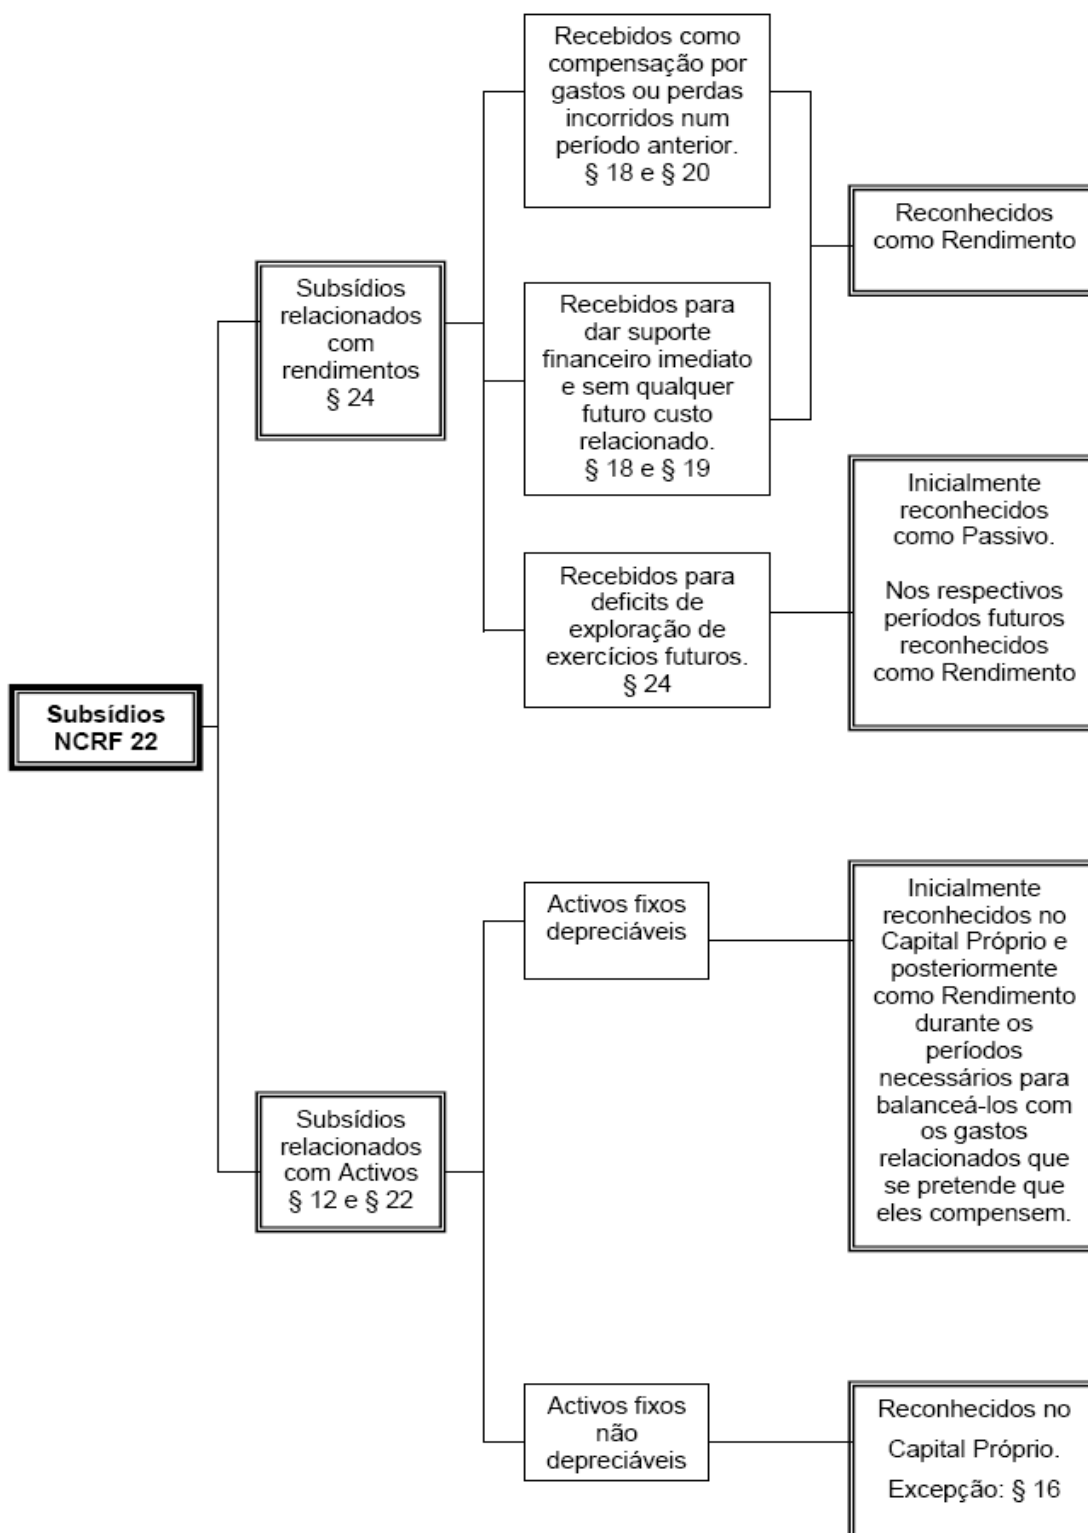 Recebidos como
compensação por
gastos ou perdas
incorridos num
período anterior.
§ 18 e § 20
Reconhecidos
como Rendimento
Subsídios
relacionados
com
rendimentos
§ 24
Recebidos para
dar suporte
financeiro imediato
e sem qualquer
futuro custo
relacionado.
§ 18 e § 19
Inicialmente
reconhecidos
como Passivo.
Nos respectivos
períodos futuros
reconhecidos
como Rendimento
Recebidos para
deficits de
exploração de
exercícios futuros.
§ 24
Subsídios
NCRF 22
Activos fixos
depreciáveis
Inicialmente
reconhecidos no
Capital Próprio e
posteriormente
como Rendimento
durante os
períodos
necessários para
balanceá-los com
os gastos
relacionados que
se pretende que
eles compensem.
Subsídios
relacionados
com Activos
§ 12 e § 22
Activos fixos
não
depreciáveis
Reconhecidos no
Capital Próprio.
Excepção: § 16